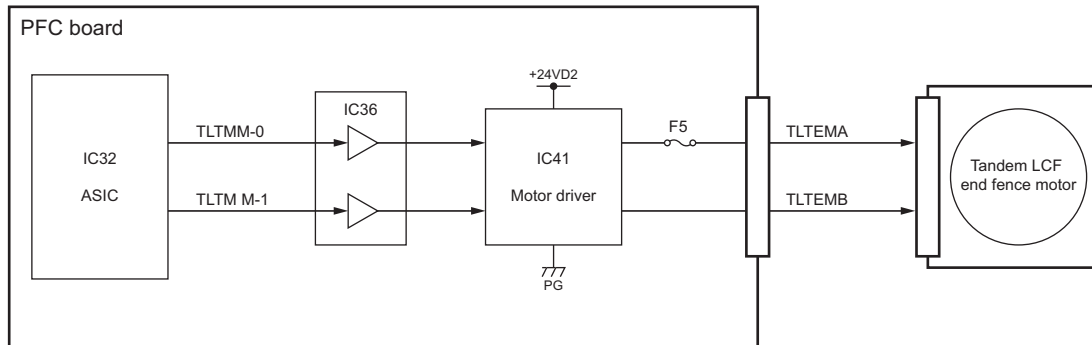 PFC board
+24VD2
IC36
TLTMM-0
F5
TLTEMA
IC32
ASIC
IC41
Motor driver
Tandem LCF
end fence motor
TLTM M-1
TLTEMB
PG